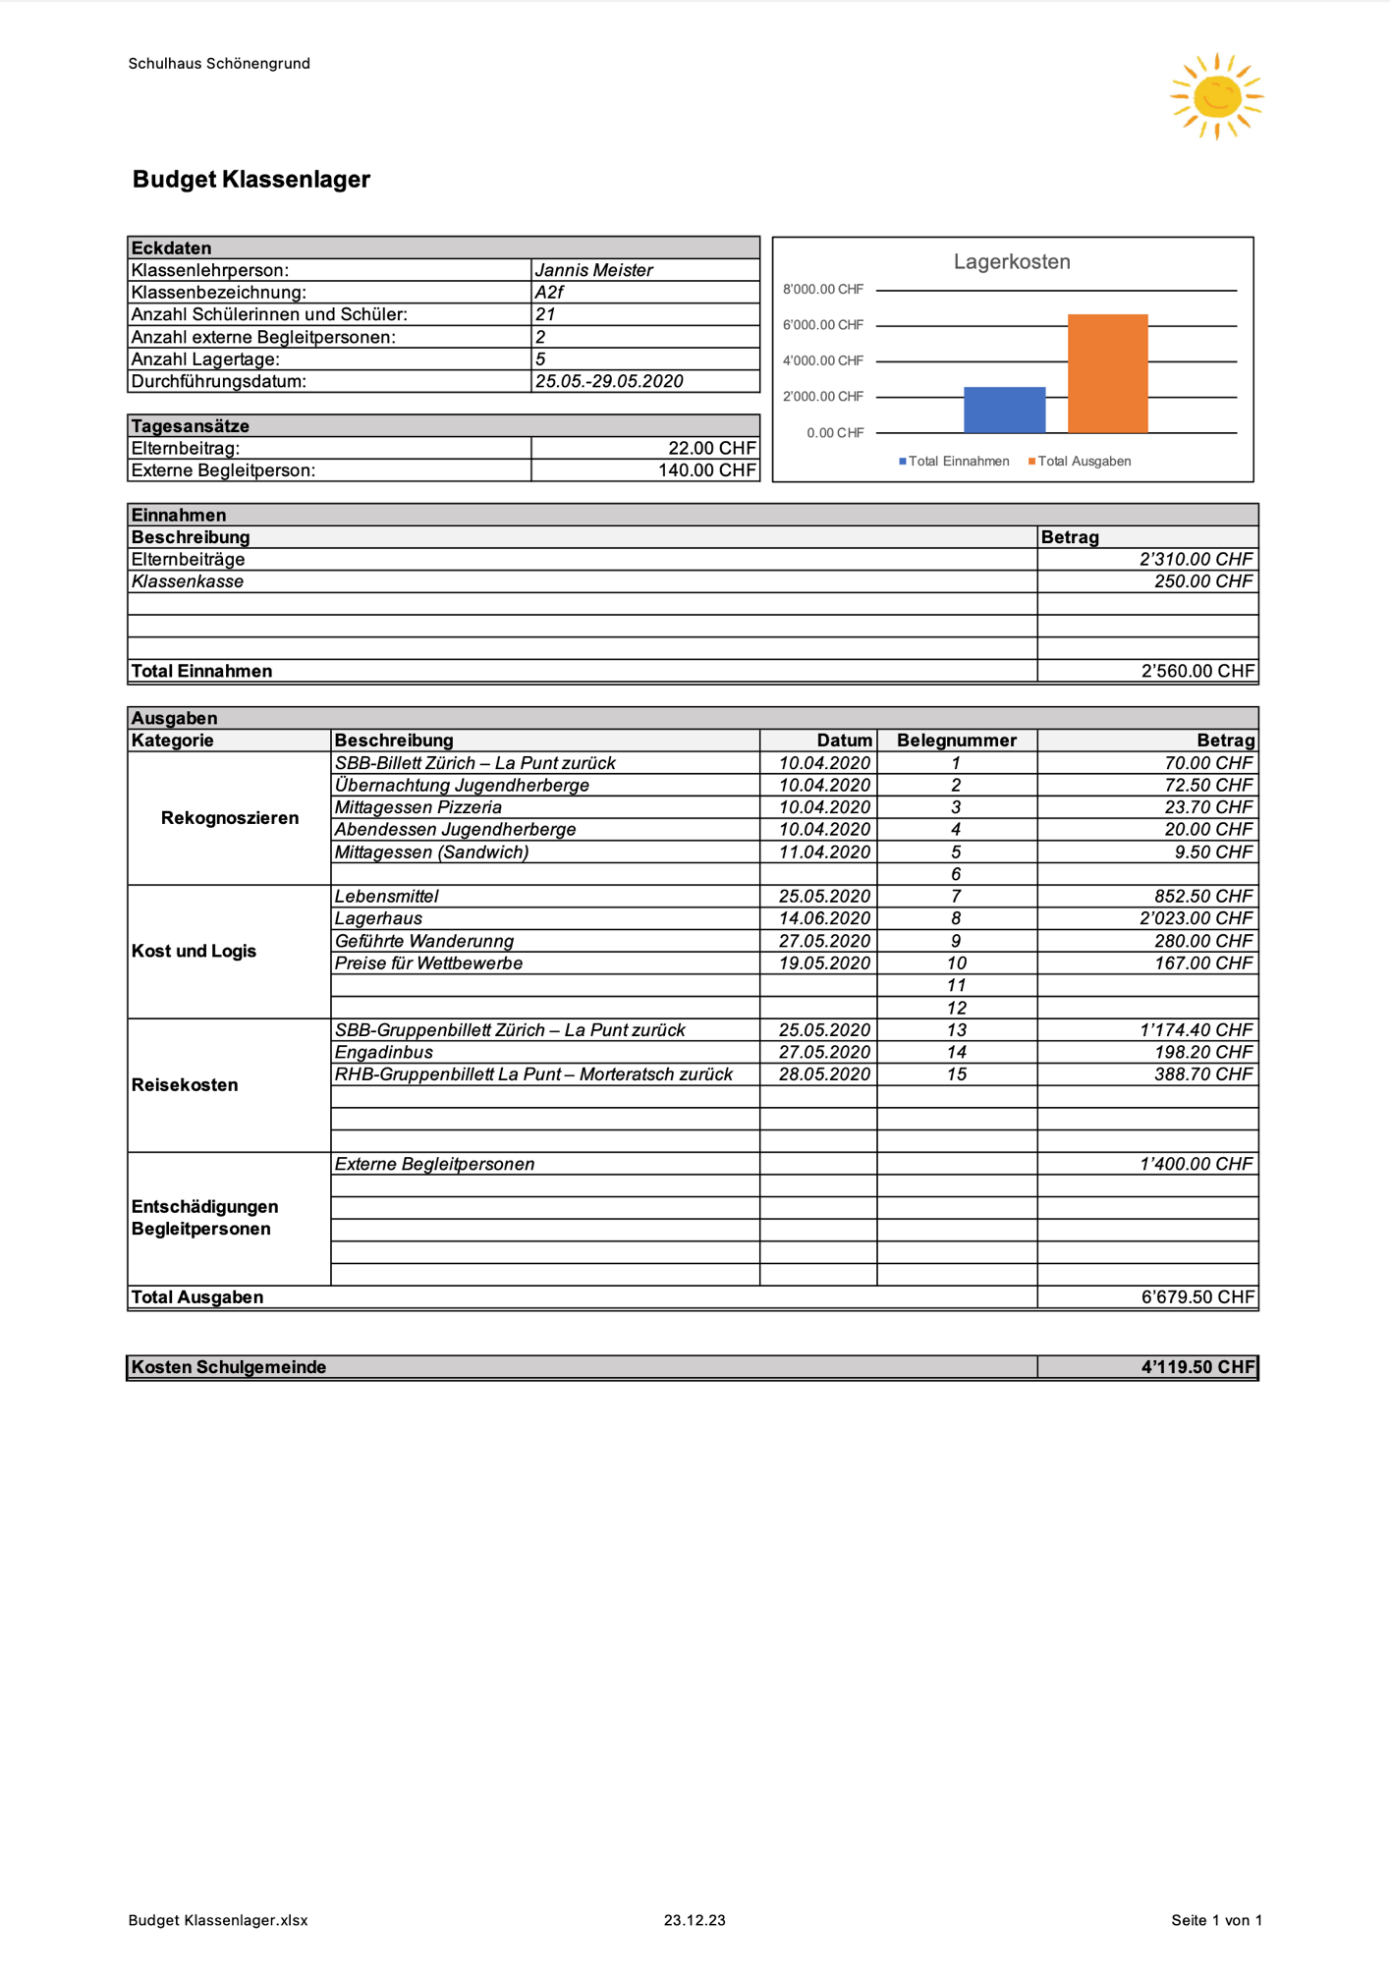 Schulhaus Schönengrund
Budget Klassenlager
Eckdaten
Klassenlehrperson: Jannis Meister
Klassenbezeichnung: A2f
Anzahl Schülerinnen und Schüler: 21
Anzahl externe Begleitpersonen: 2
Anzahl Lagertage: 5
Durchführungsdatum: 25.05.-29.05.2020
Tagesansätze
Elternbeitrag: 22.00 CHF
Externe Begleitperson: 140.00 CHF
Lagerkosten
8'000.00 CHF
6'000.00 CHF
4'000.00 CHF
2'000.00 CHF
0.00 CHF
Total Einnahmen Total Ausgaben
Einnahmen
Beschreibung Betrag
Elternbeiträge 2'310.00 CHF
Klassenkasse 250.00 CHF
Total Einnahmen 2'560.00 CHF
Ausgaben
Kategorie Beschreibung Datum Belegnummer Betrag
Rekognoszieren
SBB-Billett Zürich – La Punt zurück 10.04.2020 1 70.00 CHF
Übernachtung Jugendherberge 10.04.2020 2 72.50 CHF
Mittagessen Pizzeria 10.04.2020 3 23.70 CHF
Abendessen Jugendherberge 10.04.2020 4 20.00 CHF
Mittagessen (Sandwich) 11.04.2020 5 9.50 CHF
6
Kost und Logis
Lebensmittel 25.05.2020 7 852.50 CHF
Lagerhaus 14.06.2020 8 2'023.00 CHF
Geführte Wanderunng 27.05.2020 9 280.00 CHF
Preise für Wettbewerbe 19.05.2020 10 167.00 CHF
11
12
Reisekosten
SBB-Gruppenbillett Zürich – La Punt zurück 25.05.2020 13 1'174.40 CHF
Engadinbus 27.05.2020 14 198.20 CHF
RHB-Gruppenbillett La Punt – Morteratsch zurück 28.05.2020 15 388.70 CHF
Entschädigungen
Begleitpersonen
Externe Begleitpersonen 1'400.00 CHF
Total Ausgaben 6'679.50 CHF
Kosten Schulgemeinde 4'119.50 CHF
Budget Klassenlager.xlsx 23.12.23 Seite 1 von 1